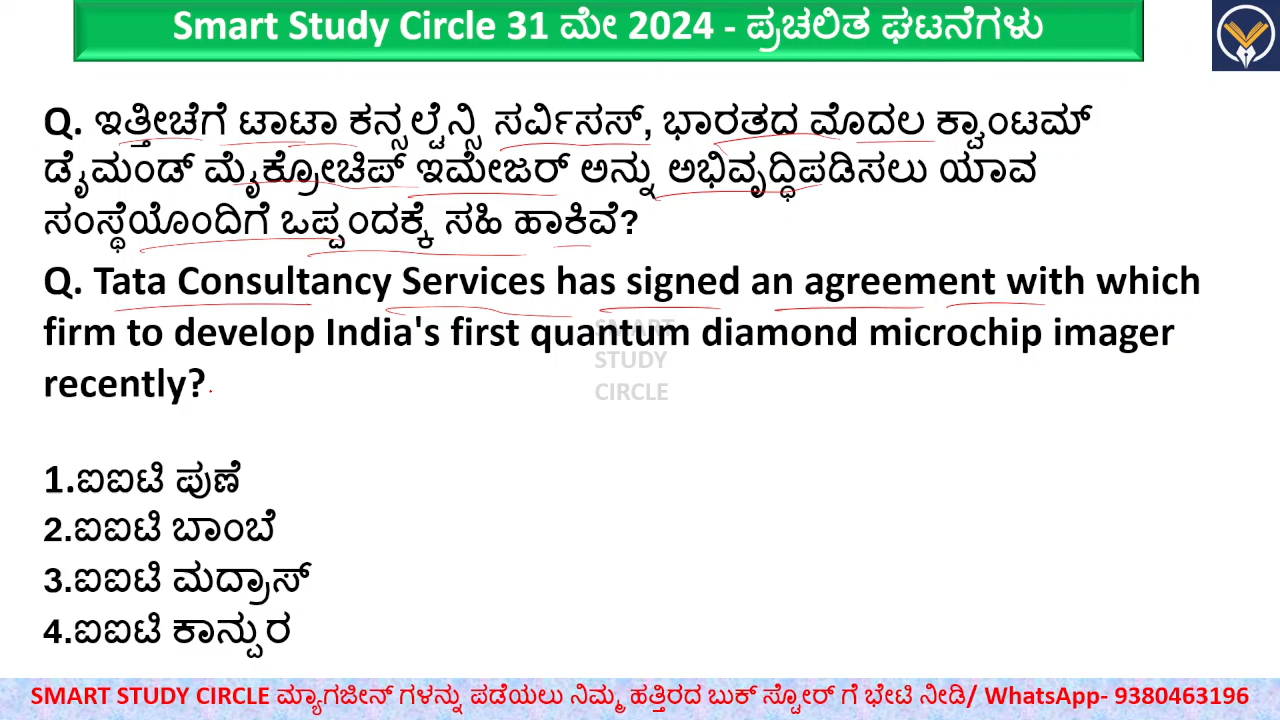 Smart Study Circle 31 ಮೇ 2024 - ಪ್ರಚಲಿತ ಘಟನೆಗಳು
Q. ಇತ್ತೀಚೆಗೆ ಟಾಟಾ ಕನ್ಸಲ್ಟೆನ್ಸಿ ಸರ್ವಿಸಸ್, ಭಾರತದ ಮೊದಲ ಕ್ವಾಂಟಮ್
ಡೈಮಂಡ್ ಮೈಕ್ರೋಚಿಪ್ ಇಮೇಜರ್ ಅನ್ನು ಅಭಿವೃದ್ಧಿಪಡಿಸಲು ಯಾವ
ಸಂಸ್ಥೆಯೊಂದಿಗೆ ಒಪ್ಪಂದಕ್ಕೆ ಸಹಿ ಹಾಕಿವೆ?
Q. Tata Consultancy Services has signed an agreement with which
firm to develop India's first quantum diamond microchip imager
recently?
SMART
STUDY
CIRCLE
1.ಐಐಟಿ ಪುಣೆ
2.ಐಐಟಿ ಬಾಂಬೆ
3.ಐಐಟಿ ಮದ್ರಾಸ್
4.ಐಐಟಿ ಕಾನ್ಪುರ
SMART STUDY CIRCLE ಮ್ಯಾಗಜೀನ್ ಗಳನ್ನು ಪಡೆಯಲು ನಿಮ್ಮ ಹತ್ತಿರದ ಬುಕ್ ಸ್ಟೋರ್ ಗೆ ಭೇಟಿ ನೀಡಿ/ WhatsApp- 9380463196